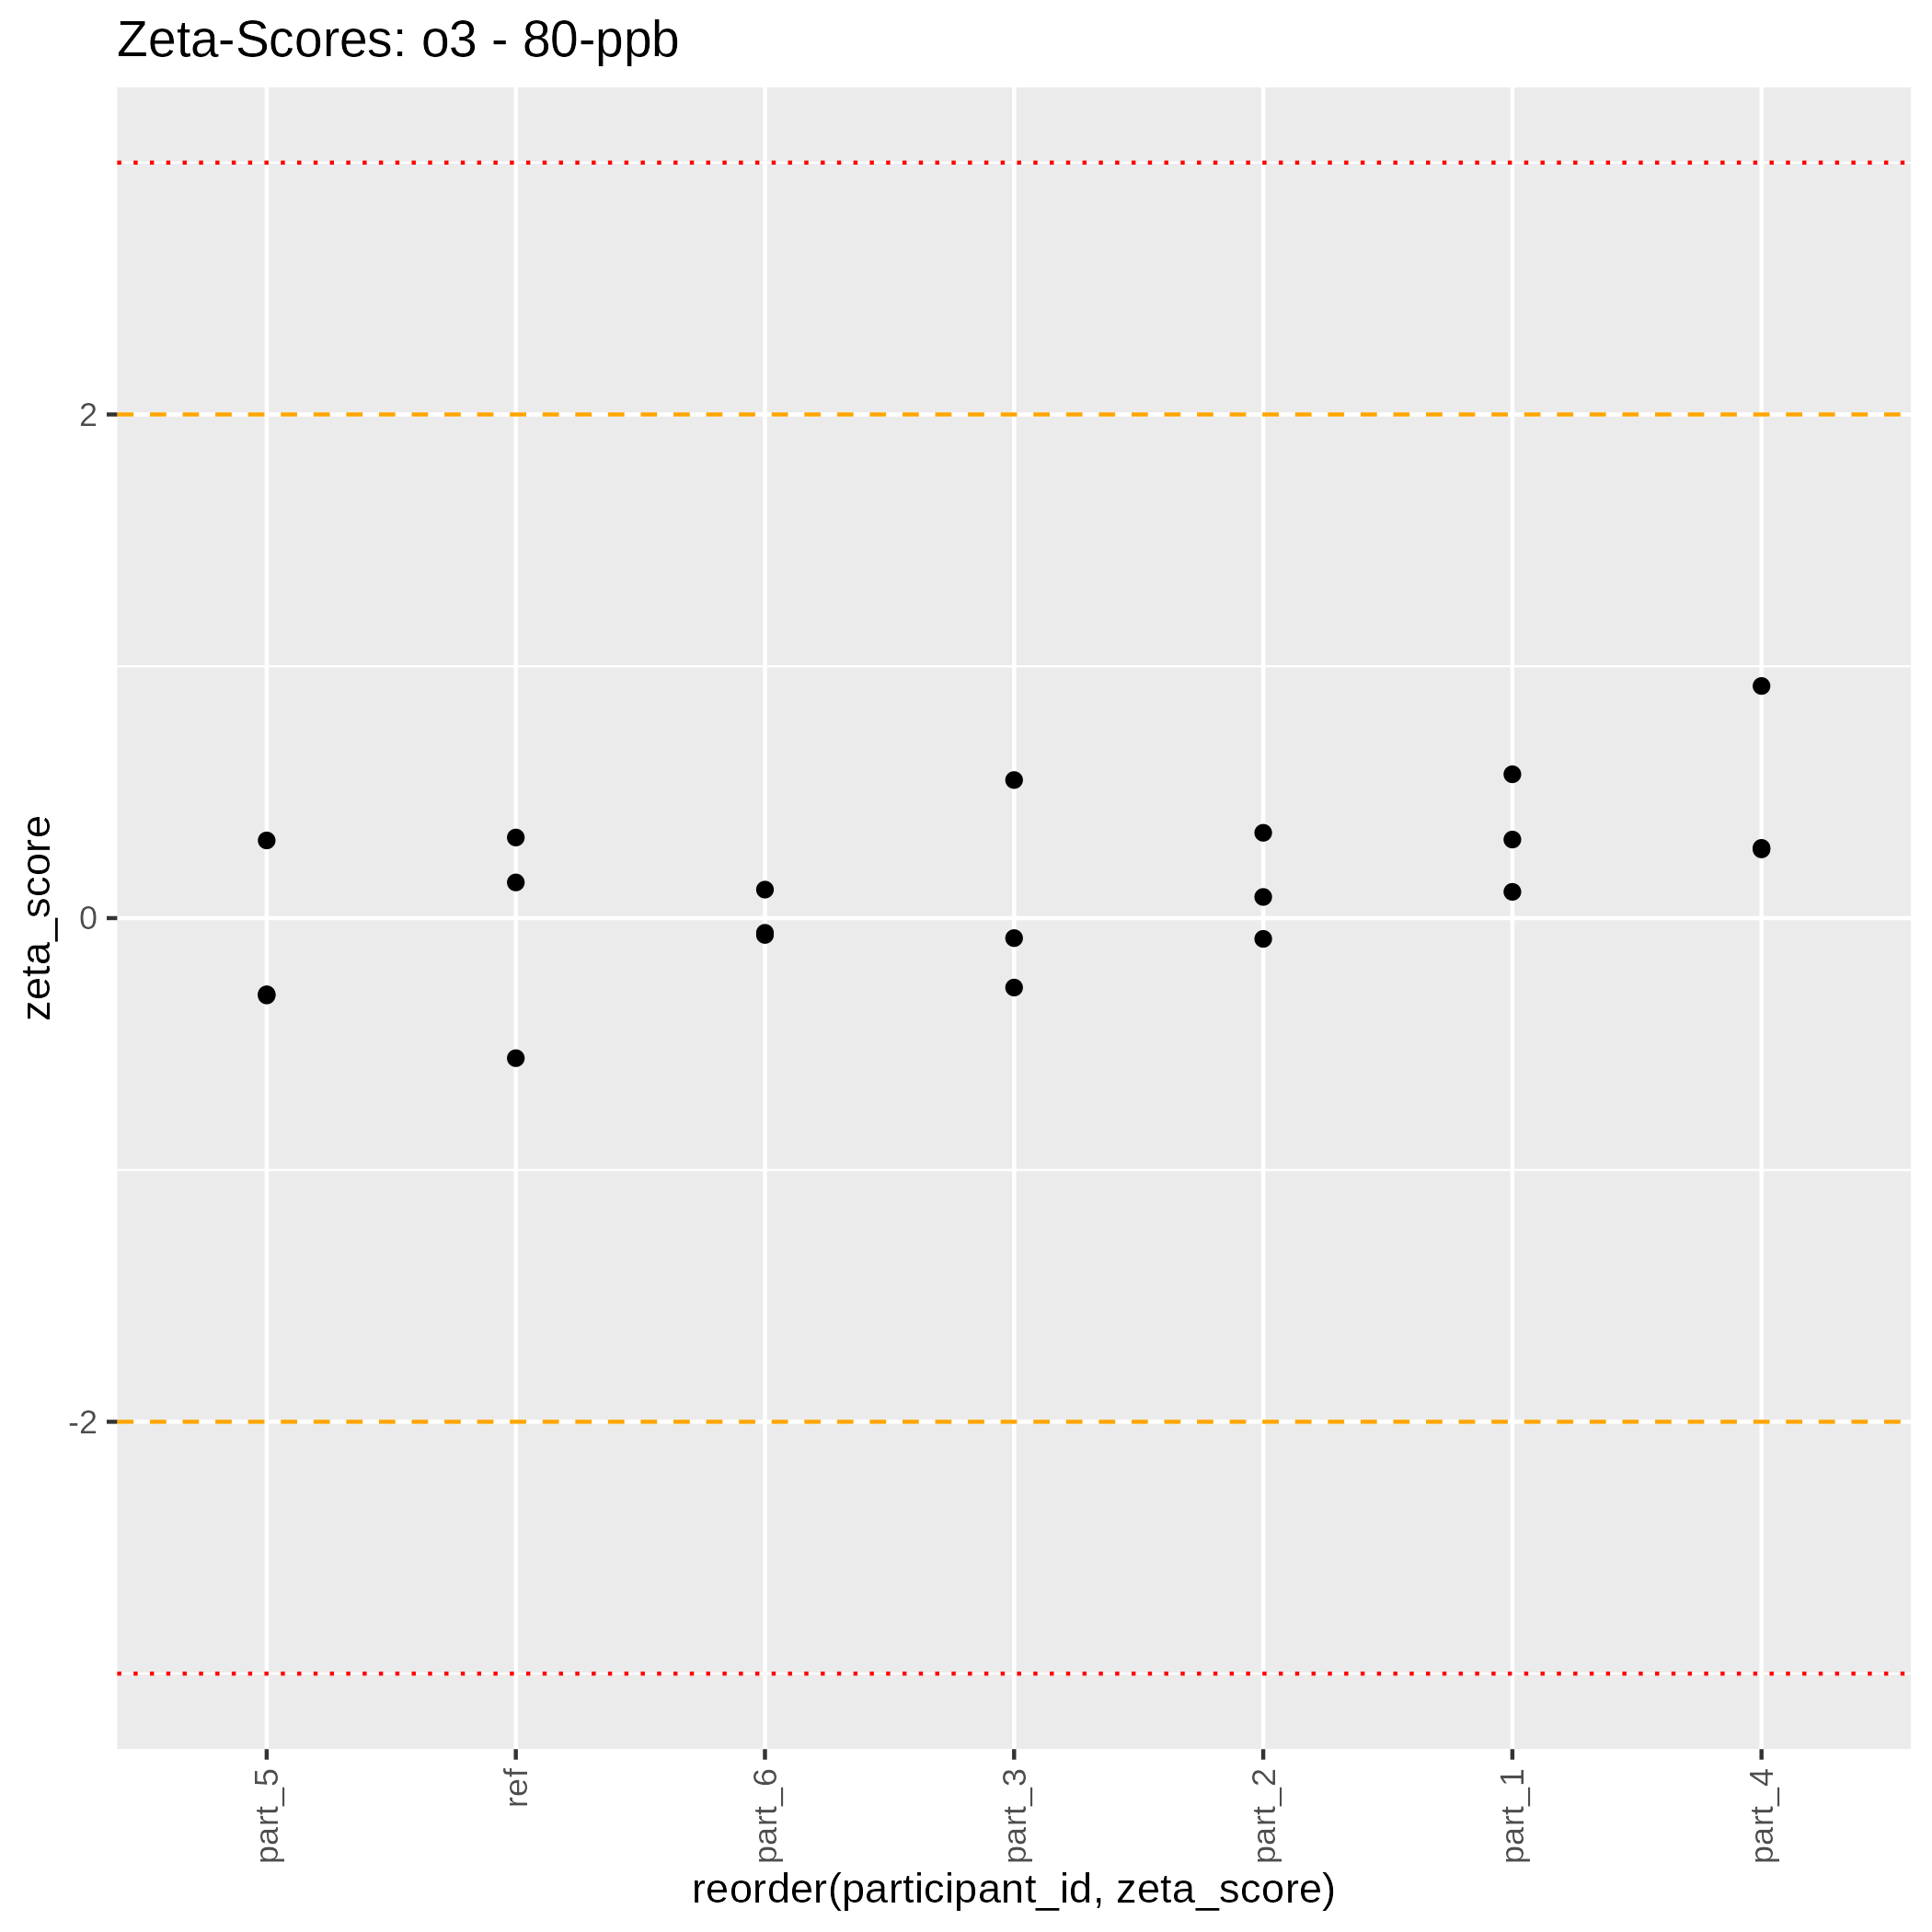 Zeta-Scores: o3 - 80-ppb
zeta_score
2
0
-2
part_5
ref
part_6
part_3
part_2
part_1
part_4
reorder(participant_id, zeta_score)